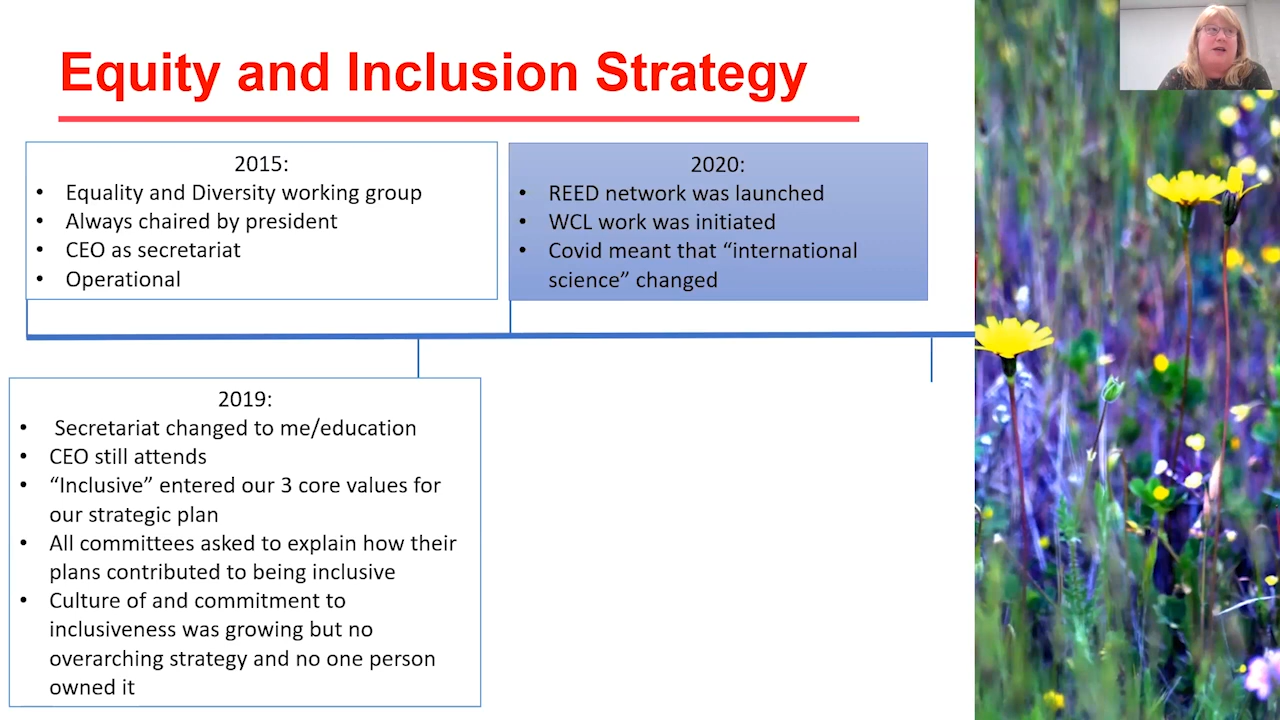 Equity and Inclusion Strategy
2015:
• Equality and Diversity working group
• Always chaired by president
• CEO as secretariat
• Operational
2020:
• REED network was launched
• WCL work was initiated
• Covid meant that “international
science” changed
2019:
• Secretariat changed to me/education
• CEO still attends
• “Inclusive” entered our 3 core values for
our strategic plan
• All committees asked to explain how their
plans contributed to being inclusive
• Culture of and commitment to
inclusiveness was growing but no
overarching strategy and no one person
owned it